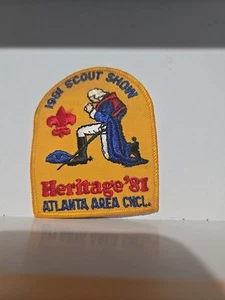 1981 SCOUT SHOW
Heritage '81
ATLANTA AREA CNCL.